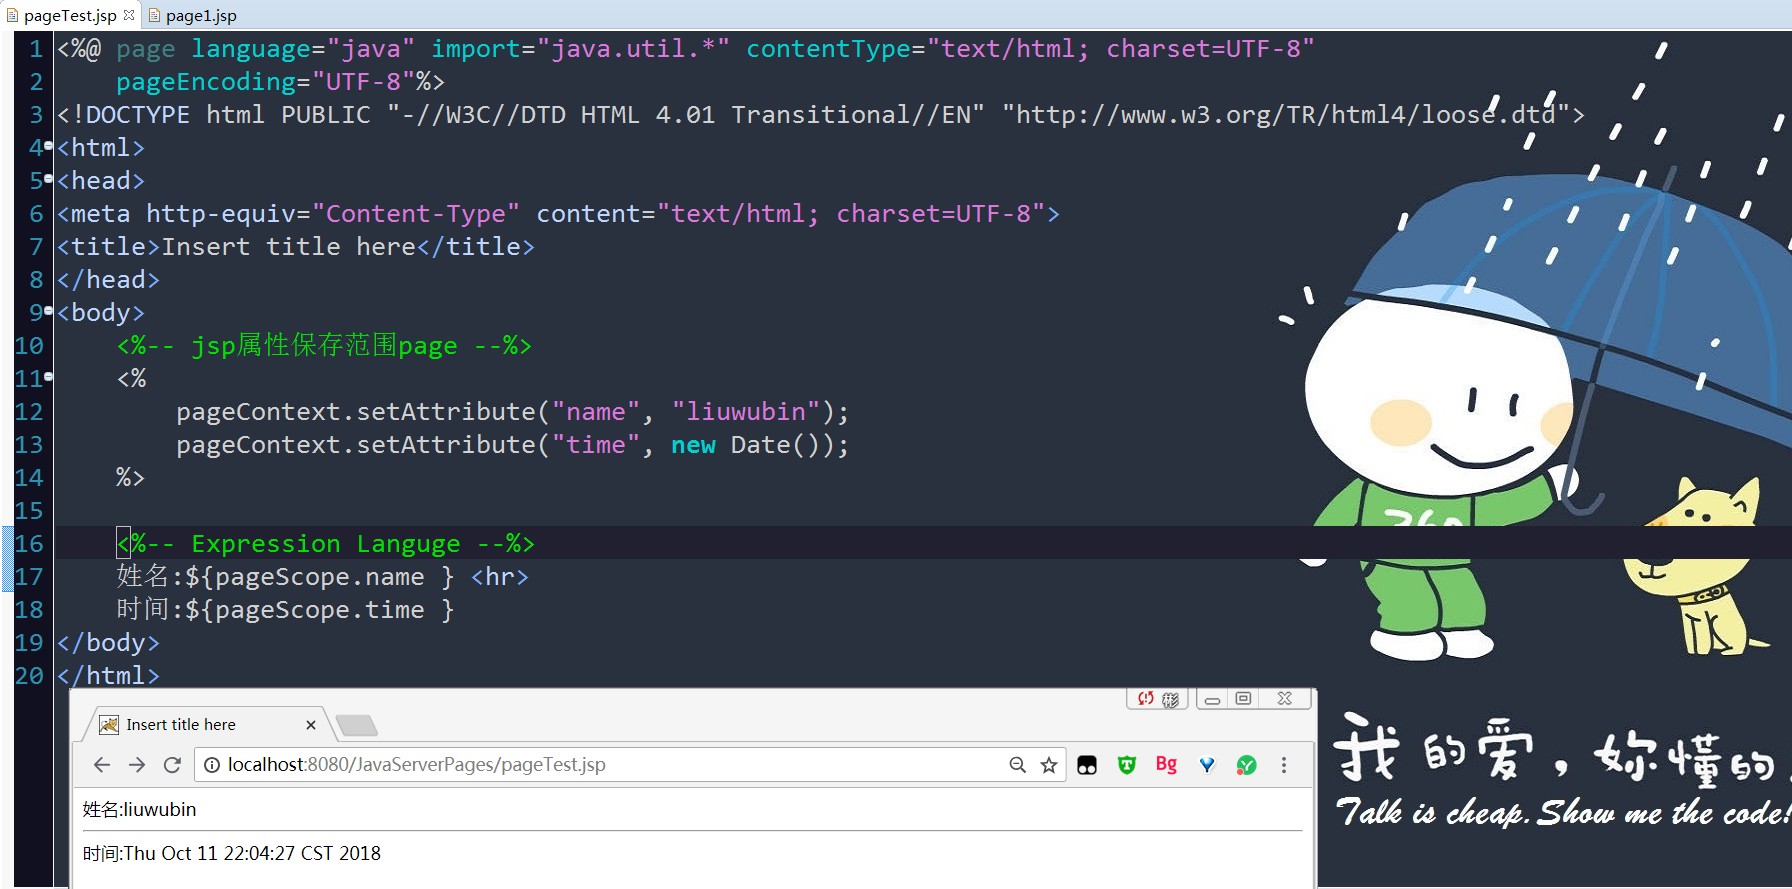 pageTest.jsp page1.jsp
1 <%@ page language="java" import="java.util.*" contentType="text/html; charset=UTF-8"
2     pageEncoding="UTF-8"%>
3 <!DOCTYPE html PUBLIC "-//W3C//DTD HTML 4.01 Transitional//EN" "http://www.w3.org/TR/html4/loose.dtd">
4 <html>
5 <head>
6 <meta http-equiv="Content-Type" content="text/html; charset=UTF-8">
7 <title>Insert title here</title>
8 </head>
9 <body>
10     <%-- jsp属性保存范围page --%>
11     <%
12         pageContext.setAttribute("name", "liuwubin");
13         pageContext.setAttribute("time", new Date());
14     %>
15
16     <%-- Expression Languge --%>
17     姓名:${pageScope.name } <hr>
18     时间:${pageScope.time }
19 </body>
20 </html>
360
彬
Insert title here
localhost:8080/JavaServerPages/pageTest.jsp
Bg
姓名:liuwubin
时间:Thu Oct 11 22:04:27 CST 2018
我的爱，妳懂的
Talk is cheap. Show me the code!